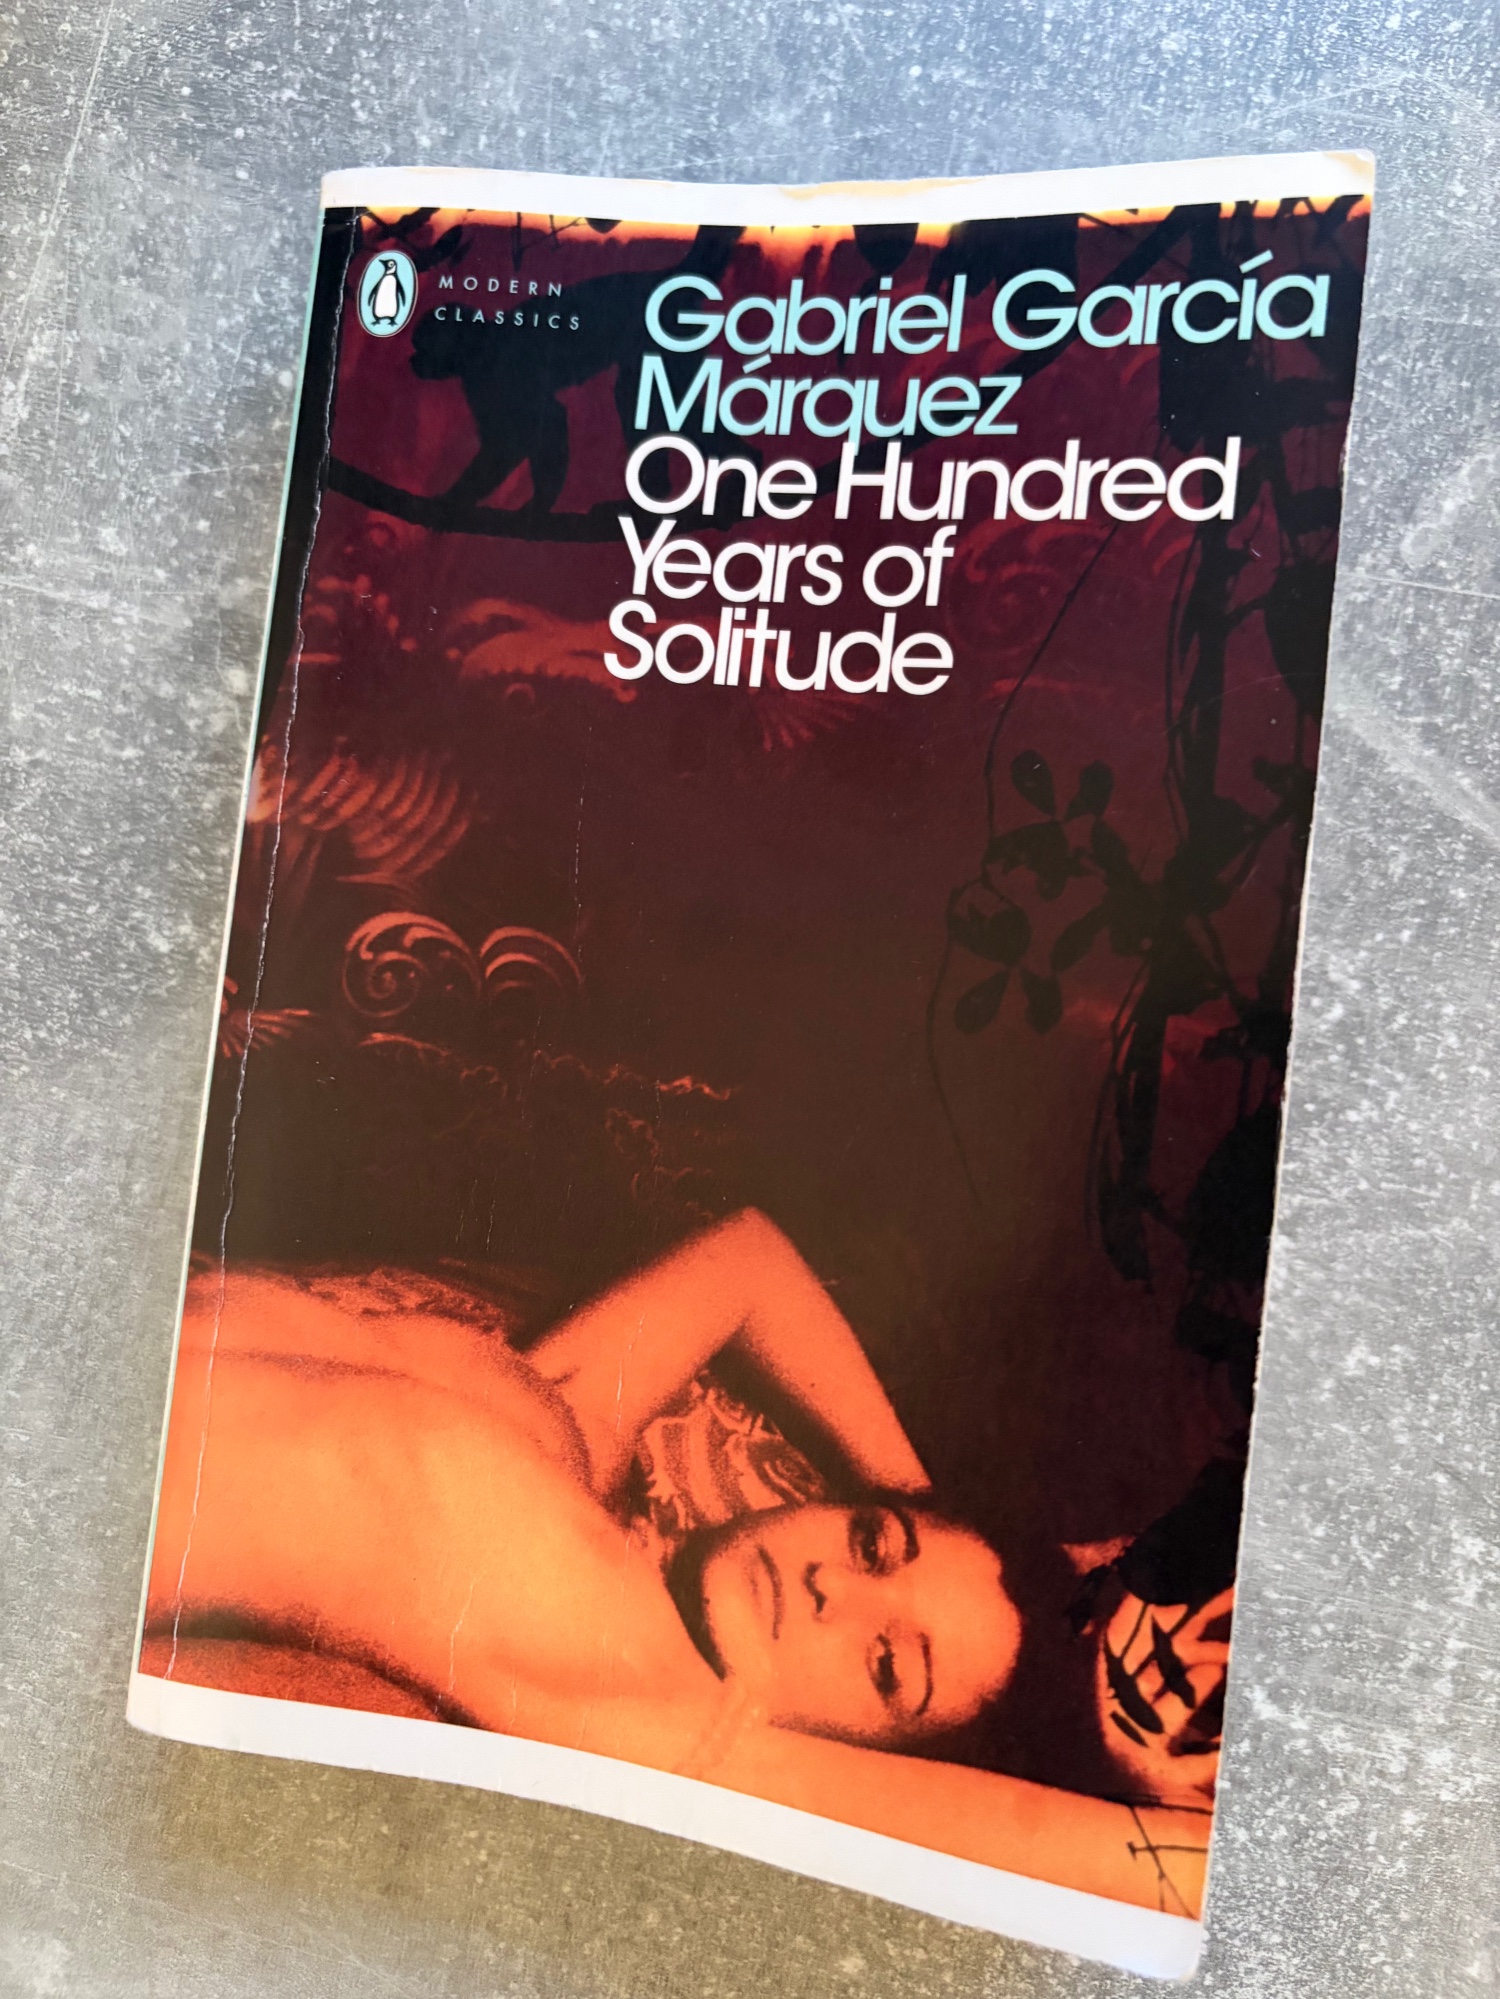 MODERN
CLASSICS
Gabriel García
Márquez
One Hundred
Years of
Solitude